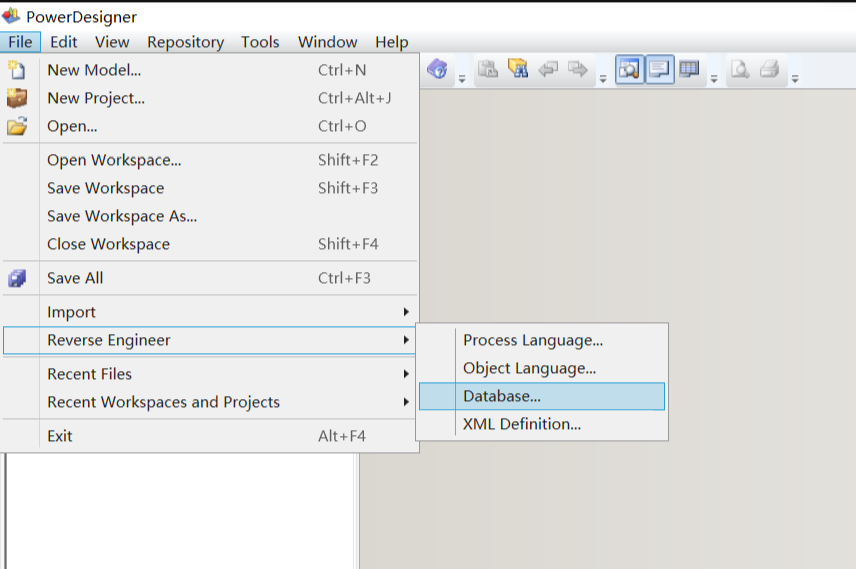 PowerDesigner
File Edit View Repository Tools Window Help
New Model... Ctrl+N
New Project... Ctrl+Alt+J
Open... Ctrl+O
Open Workspace... Shift+F2
Save Workspace Shift+F3
Save Workspace As...
Close Workspace Shift+F4
Save All Ctrl+F3
Import
Reverse Engineer
Process Language...
Object Language...
Database...
XML Definition...
Recent Files
Recent Workspaces and Projects
Exit Alt+F4